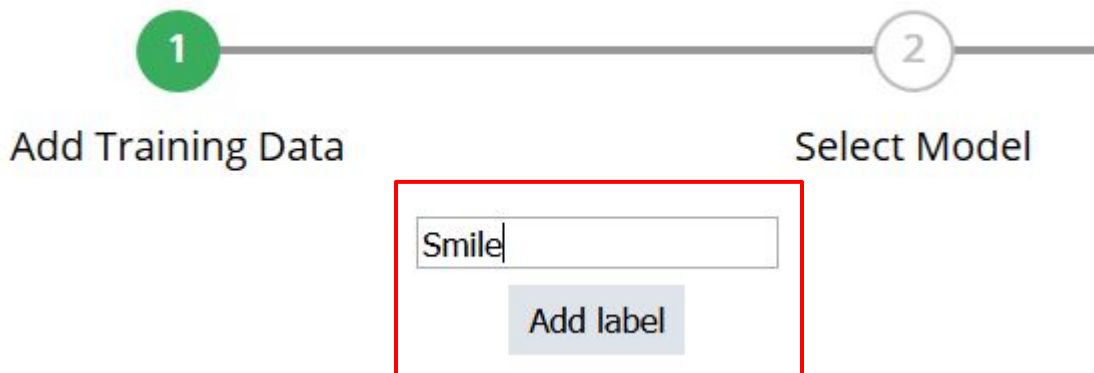 1
2
Add Training Data
Select Model
Smile
Add label